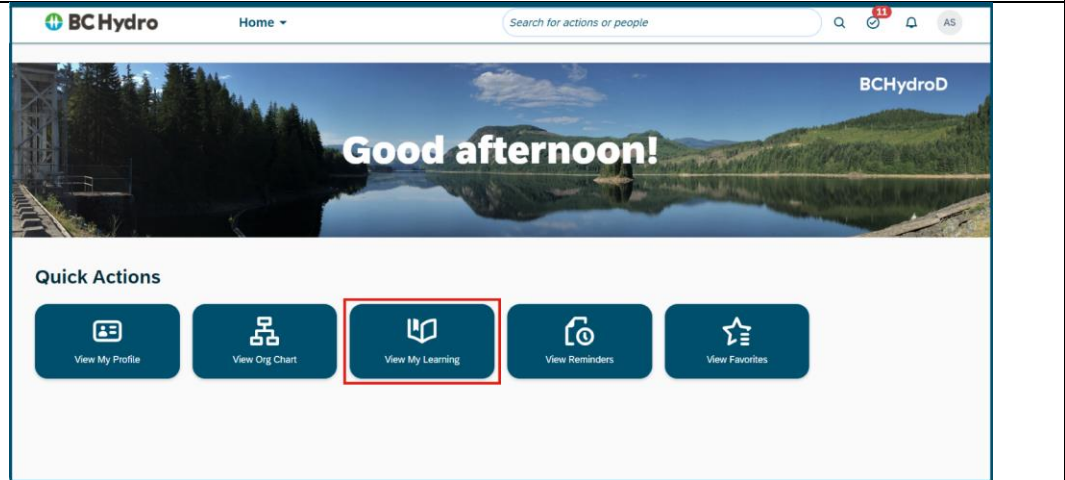 BC Hydro Home Search for actions or people 11 AS
BCHydroD
Good afternoon!
Quick Actions
View My Profile View Org Chart View My Learning View Reminders View Favorites